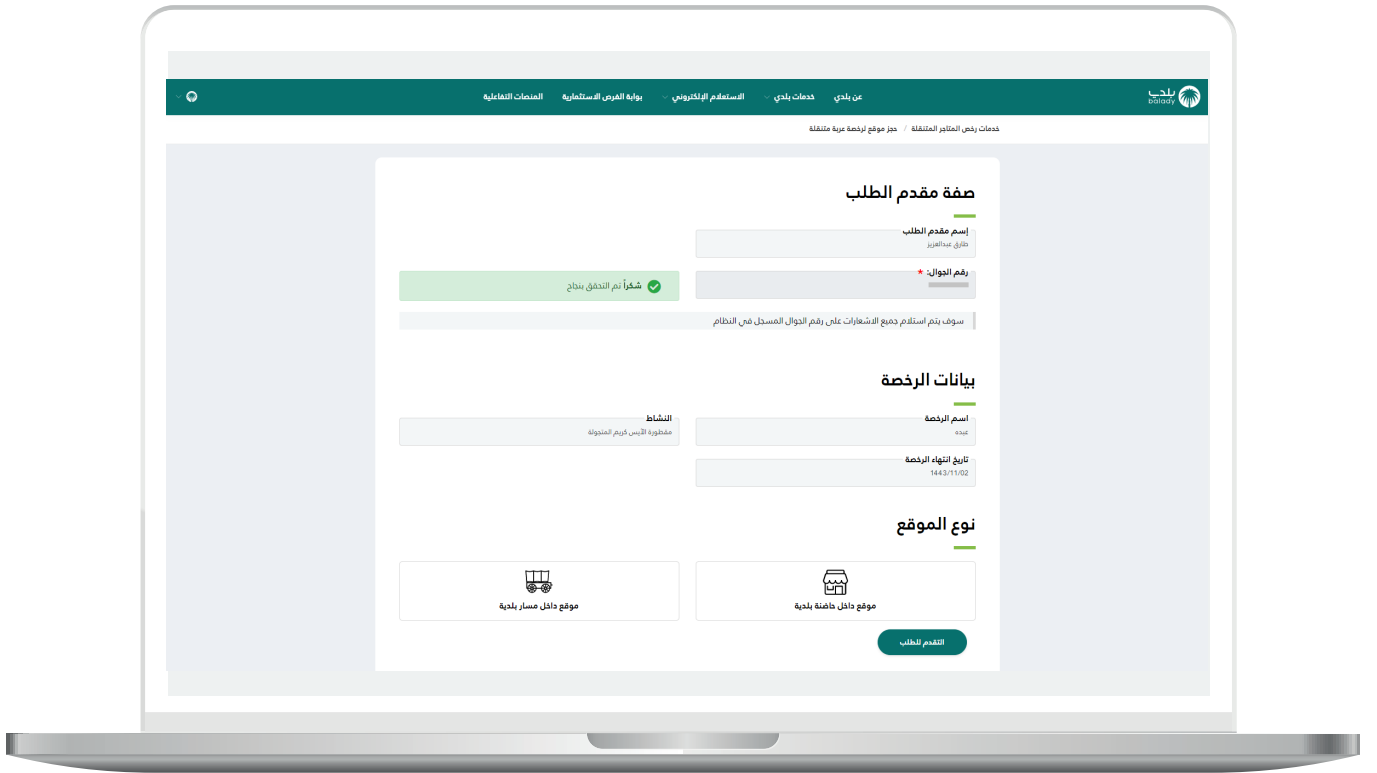 بلدي
balady
عن بلدي
خدمات بلدي
الاستعلام الإلكتروني
بوابة الفرص الاستثمارية
المنصات التفاعلية
خدمات رخص المتاجر المتنقلة / حجز موقع لرخصة عربة متنقلة
صفة مقدم الطلب
إسم مقدم الطلب
طارق عبدالعزيز
رقم الجوال: *
شكراً تم التحقق بنجاح
سوف يتم استلام جميع الاشعارات على رقم الجوال المسجل في النظام
بيانات الرخصة
اسم الرخصة
عبده
النشاط
مقطورة الآيس كريم المتجولة
تاريخ انتهاء الرخصة
1443/11/02
نوع الموقع
موقع داخل حاضنة بلدية
موقع داخل مسار بلدية
التقدم للطلب